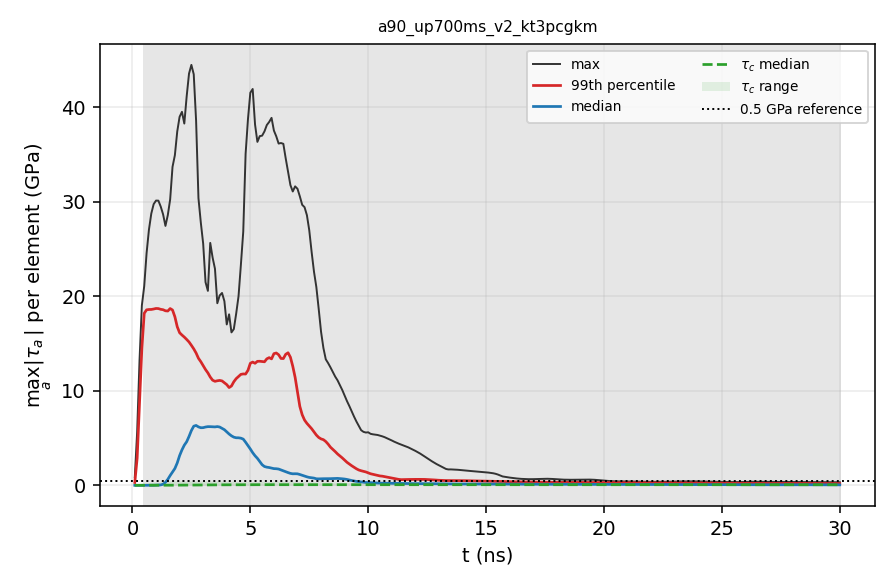 a90_up700ms_v2_kt3pcgkm
max
99th percentile
median
τc median
τc range
0.5 GPa reference
max|τa| per element (GPa)
a
40
30
20
10
0
0 5 10 15 20 25 30
t (ns)